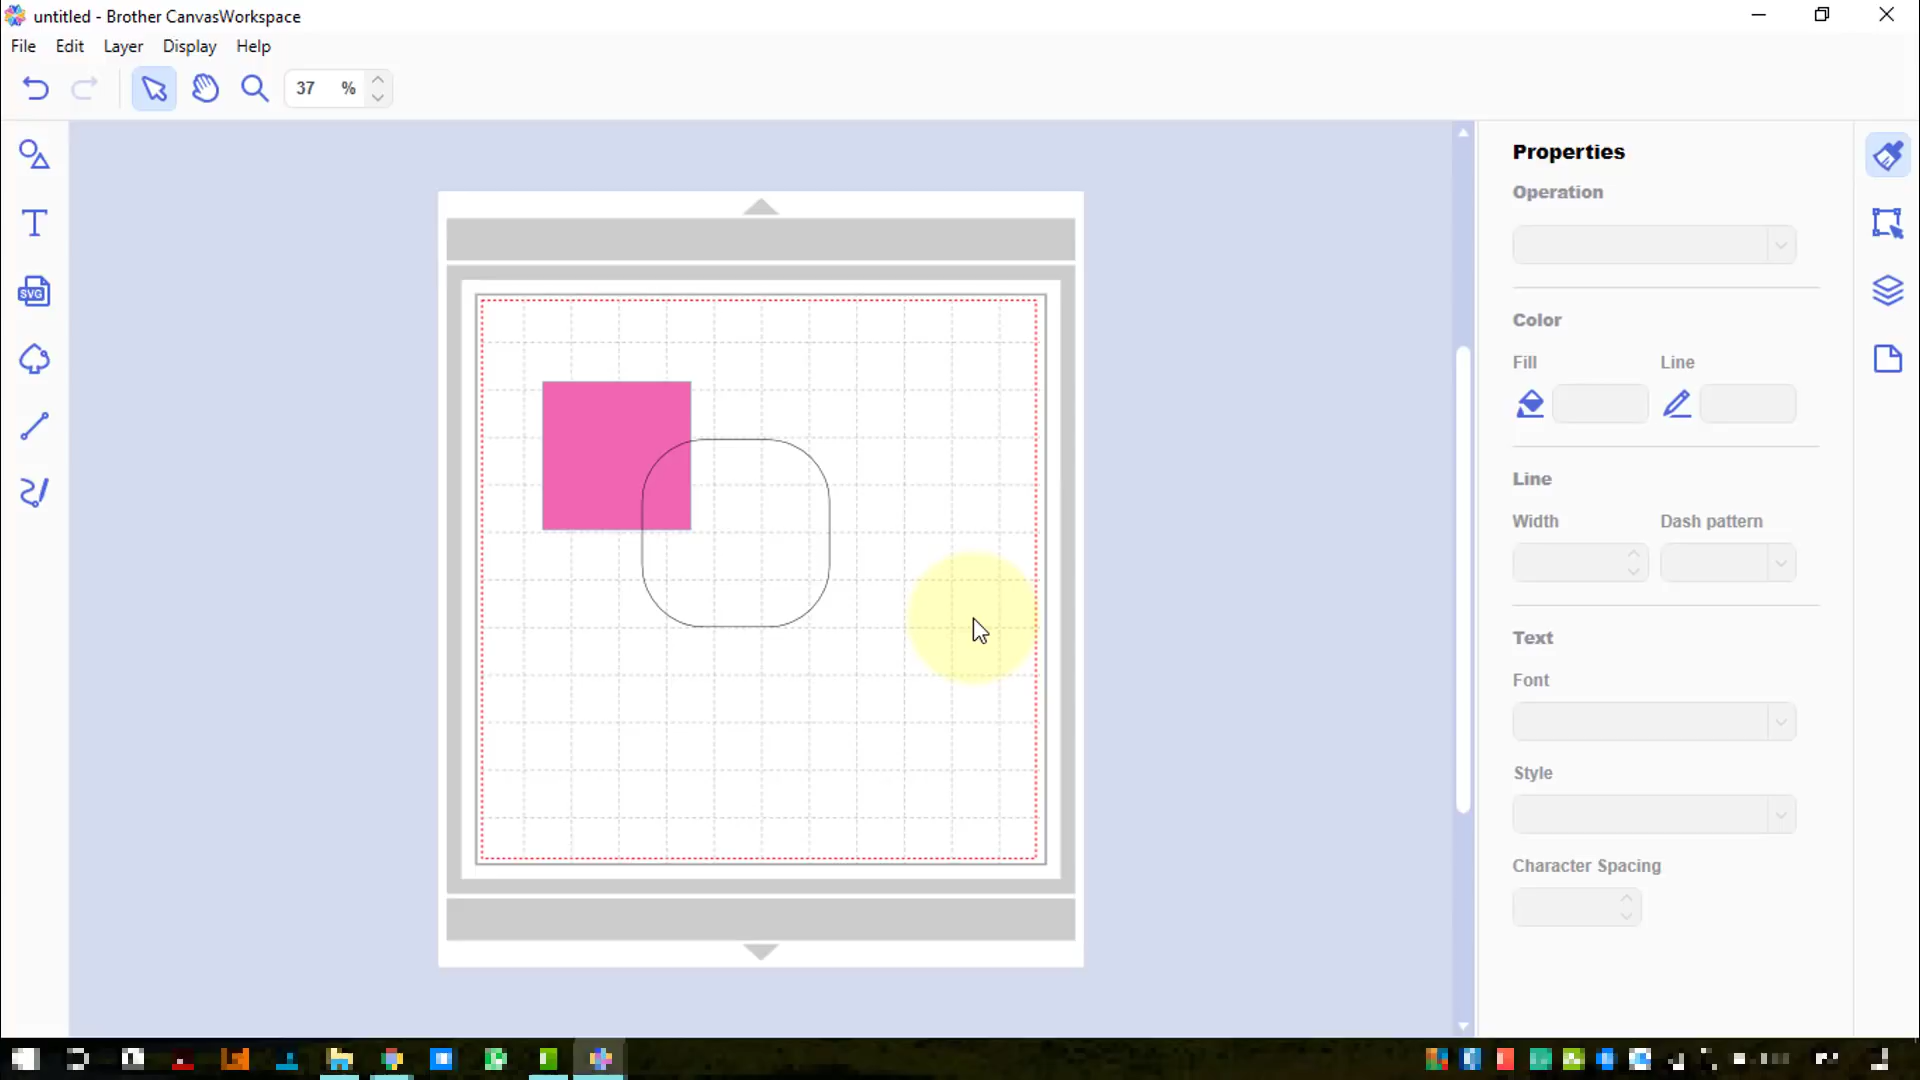 untitled - Brother CanvasWorkspace
File Edit Layer Display Help
37 %
SVG
Properties
Operation
Color
Fill Line
Line
Width Dash pattern
Text
Font
Style
Character Spacing